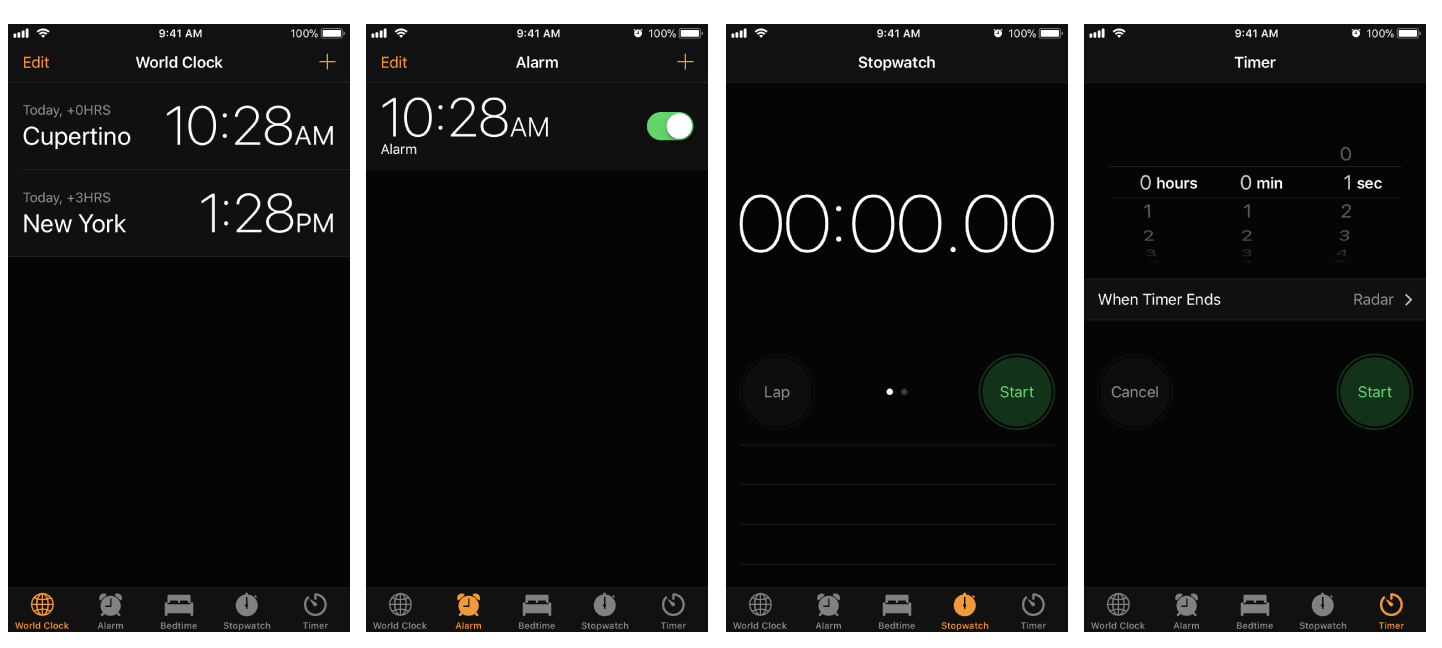 9:41 AM 100%
Edit World Clock +
Today, +0HRS
Cupertino 10:28AM
Today, +3HRS
New York 1:28PM
World Clock Alarm Bedtime Stopwatch Timer
9:41 AM 100%
Edit Alarm +
10:28AM
Alarm
World Clock Alarm Bedtime Stopwatch Timer
9:41 AM 100%
Stopwatch
00:00.00
Lap Start
World Clock Alarm Bedtime Stopwatch Timer
9:41 AM 100%
Timer
0
0 hours 0 min 1 sec
1 1 2
2 2 3
3 3 4
When Timer Ends Radar
Cancel Start
World Clock Alarm Bedtime Stopwatch Timer